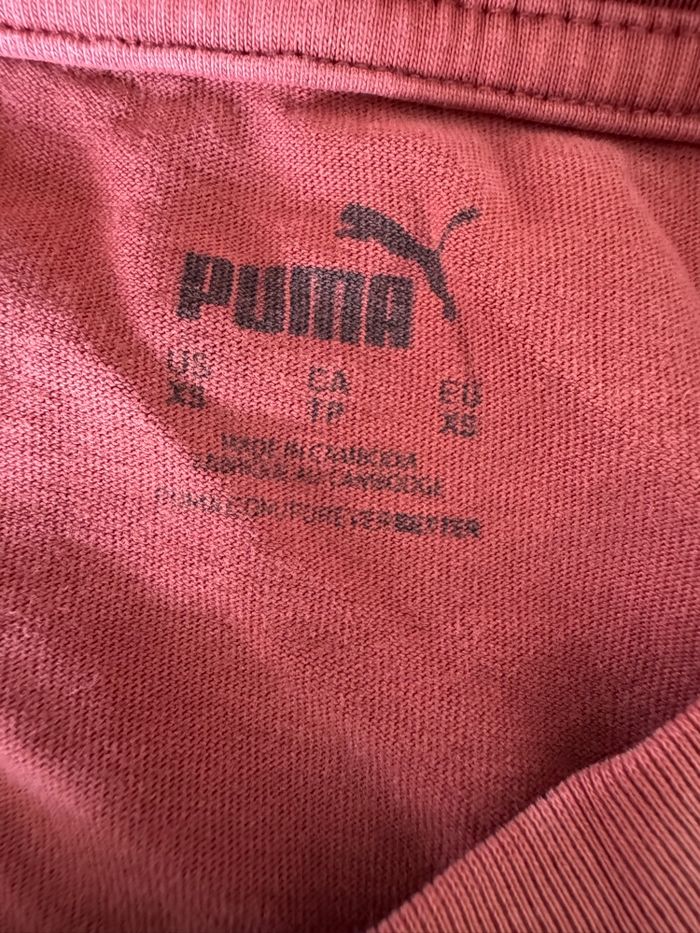 PUMA
US CA EU
XS TP XS
MADE IN CAMBODIA
FABRIQUÉ AU CAMBODGE
PUMA.COM/FOREVERBETTER